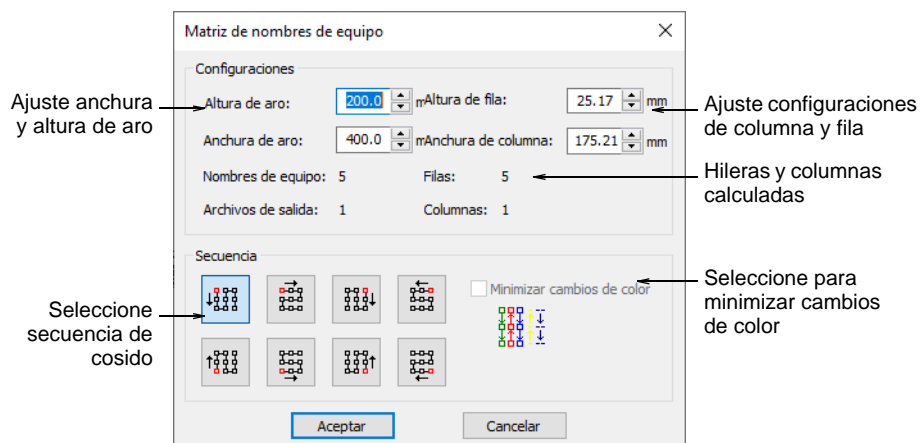 Matriz de nombres de equipo
Configuraciones
Ajuste anchura
y altura de aro
Altura de aro: 200.0 m
Altura de fila: 25.17 mm
Anchura de aro: 400.0 m
Anchura de columna: 175.21 mm
Ajuste configuraciones
de columna y fila
Nombres de equipo: 5
Filas: 5
Archivos de salida: 1
Columnas: 1
Hileras y columnas
calculadas
Secuencia
Minimizar cambios de color
Seleccione
secuencia de
cosido
Seleccione para
minimizar cambios
de color
Aceptar
Cancelar